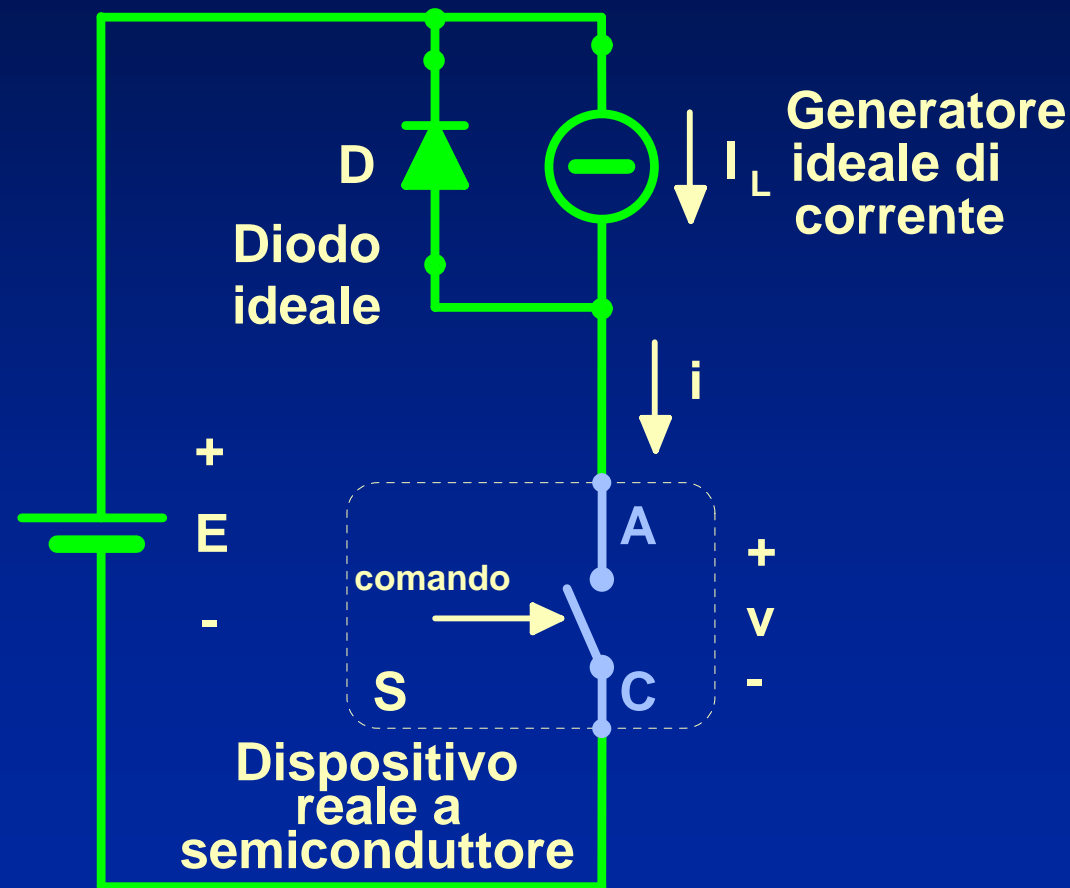 Generatore
ideale di
corrente
D
I L
Diodo
ideale
i
+
E
-
A
comando
+
v
-
S
C
Dispositivo
reale a
semiconduttore